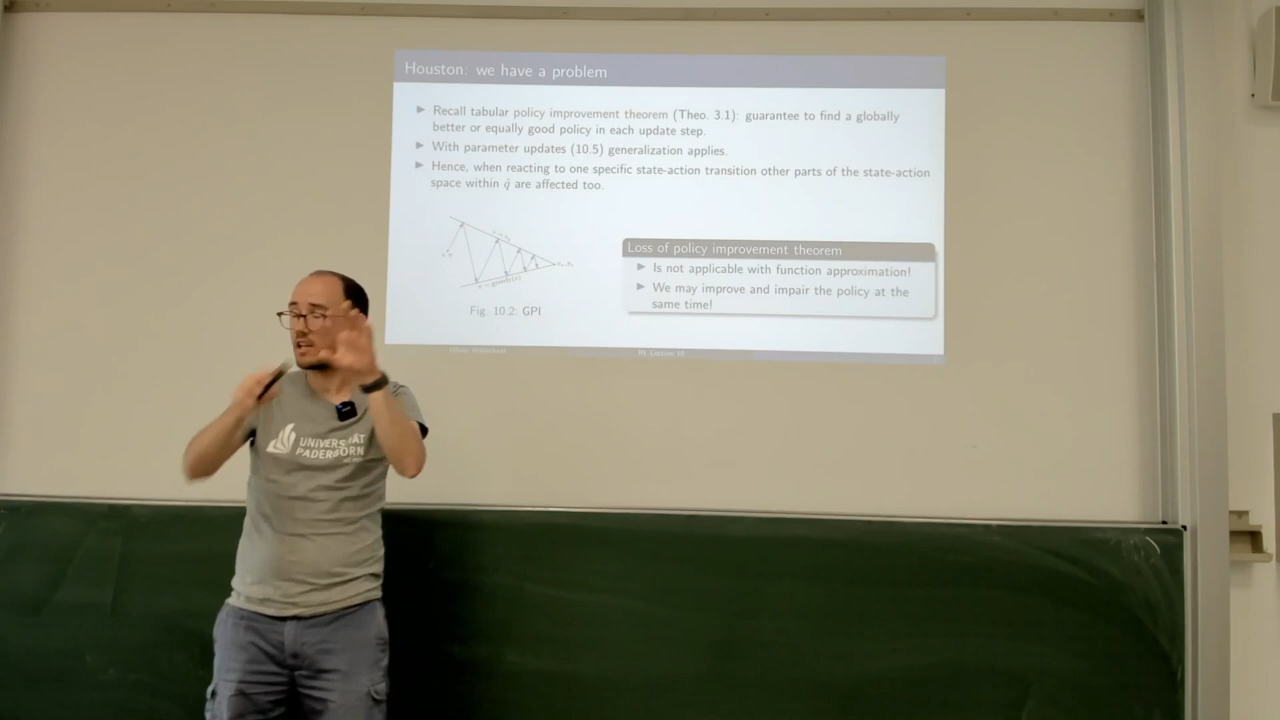 Houston: we have a problem
▶ Recall tabular policy improvement theorem (Theo. 3.1): guarantee to find a globally
better or equally good policy in each update step.
▶ With parameter updates (10.5) generalization applies.
▶ Hence, when reacting to one specific state-action transition other parts of the state-action
space within q̂ are affected too.
Fig. 10.2: GPI
Loss of policy improvement theorem
▶ Is not applicable with function approximation!
▶ We may improve and impair the policy at the
same time!
RL Lecture 10
UNIVERSITÄT
PADERBORN